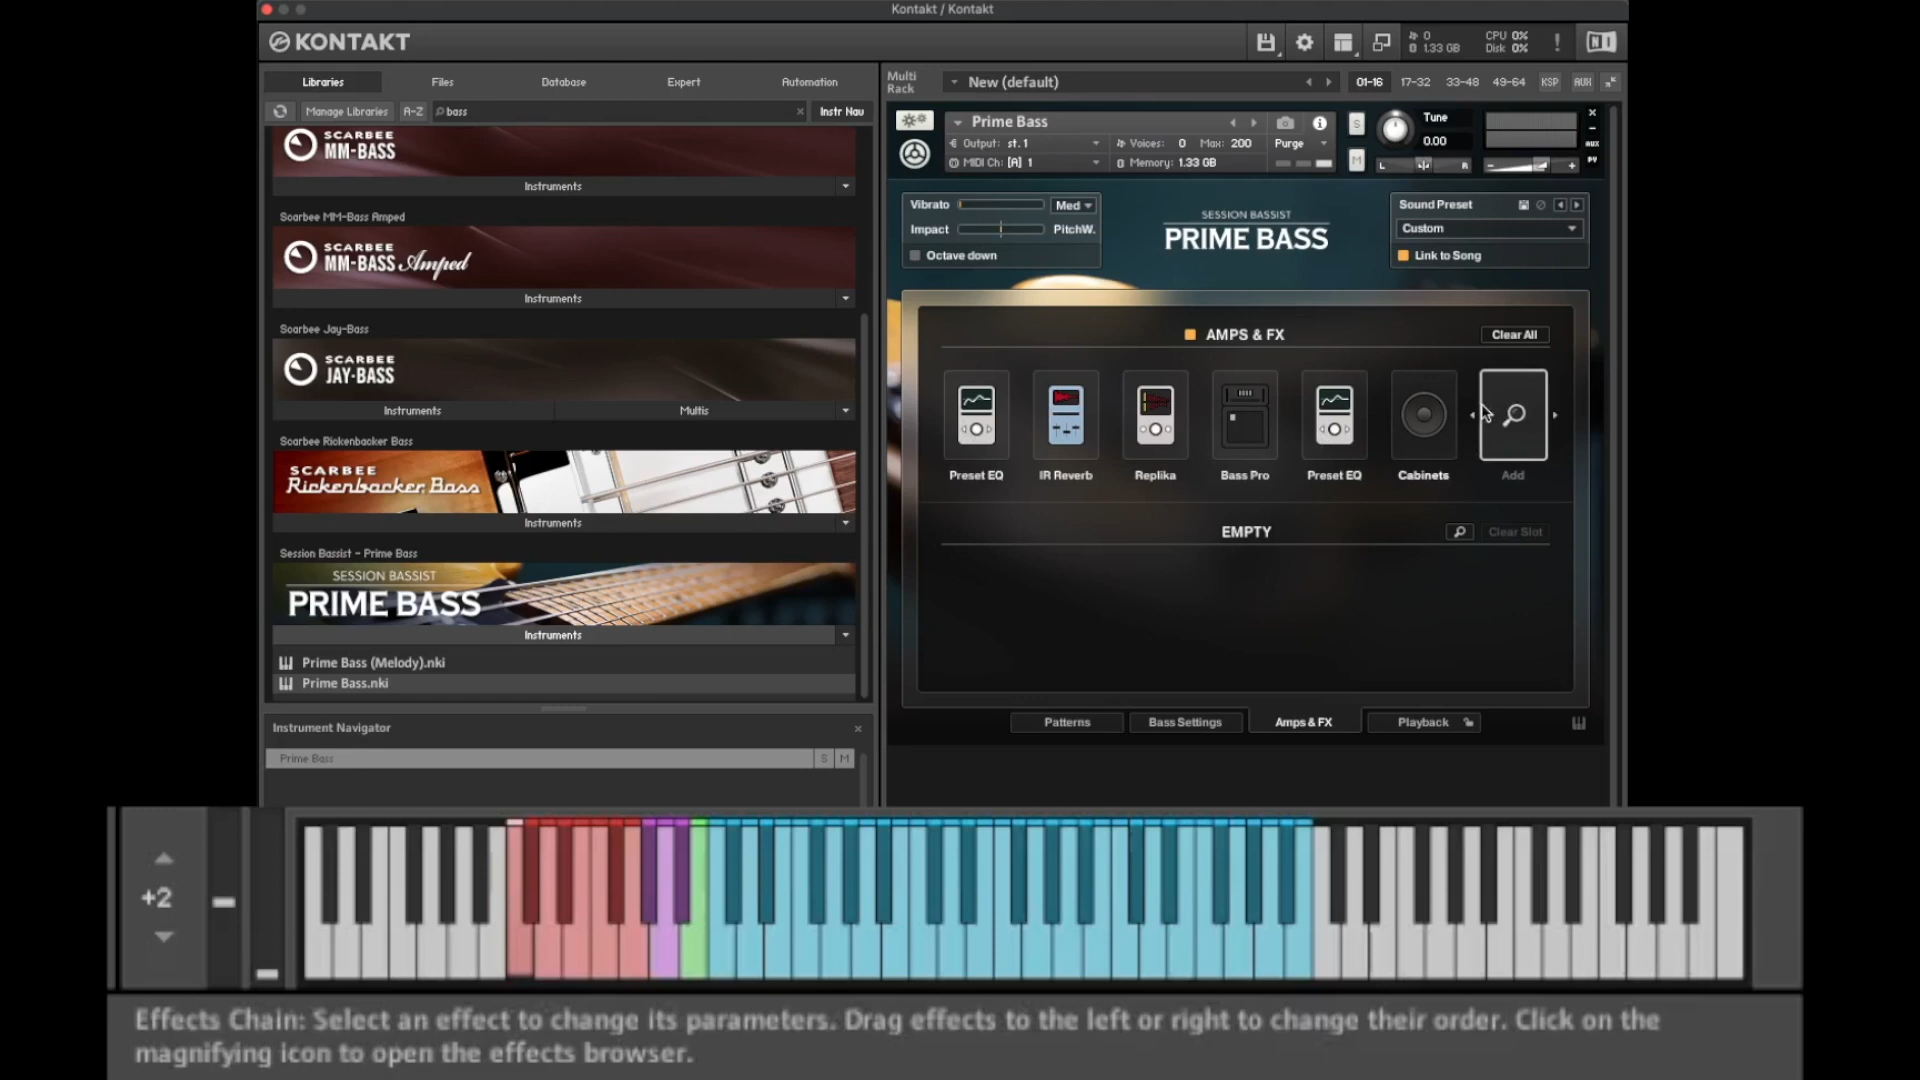 Kontakt / Kontakt
KONTAKT
0
1.33 GB
CPU 0%
Disk 0%
!
NI
Libraries
Files
Database
Expert
Automation
Manage Libraries
A-Z
bass
×
Instr Nav
SCARBEE
MM-BASS
Instruments
Scarbee MM-Bass Amped
SCARBEE
MM-BASS Amped
Instruments
Scarbee Jay-Bass
SCARBEE
JAY-BASS
Instruments
Multis
Scarbee Rickenbacker Bass
SCARBEE
Rickenbacker Bass
Instruments
Session Bassist - Prime Bass
SESSION BASSIST
PRIME BASS
Instruments
Prime Bass (Melody).nki
Prime Bass.nki
Instrument Navigator
×
Prime Bass
S
M
Multi
Rack
New (default)
01-16
17-32
33-48
49-64
KSP
AUX
Prime Bass
Output: st.1
Voices: 0
Max: 200
Purge
MIDI Ch: [A] 1
Memory: 1.33 GB
S
M
Tune
0.00
L
R
-
+
×
-
AUX
PV
Vibrato
Med
Impact
PitchW.
Octave down
SESSION BASSIST
PRIME BASS
Sound Preset
Custom
Link to Song
AMPS & FX
Clear All
Preset EQ
IR Reverb
Replika
Bass Pro
Preset EQ
Cabinets
Add
EMPTY
Clear Slot
Patterns
Bass Settings
Amps & FX
Playback
+2
Effects Chain: Select an effect to change its parameters. Drag effects to the left or right to change their order. Click on the
magnifying icon to open the effects browser.